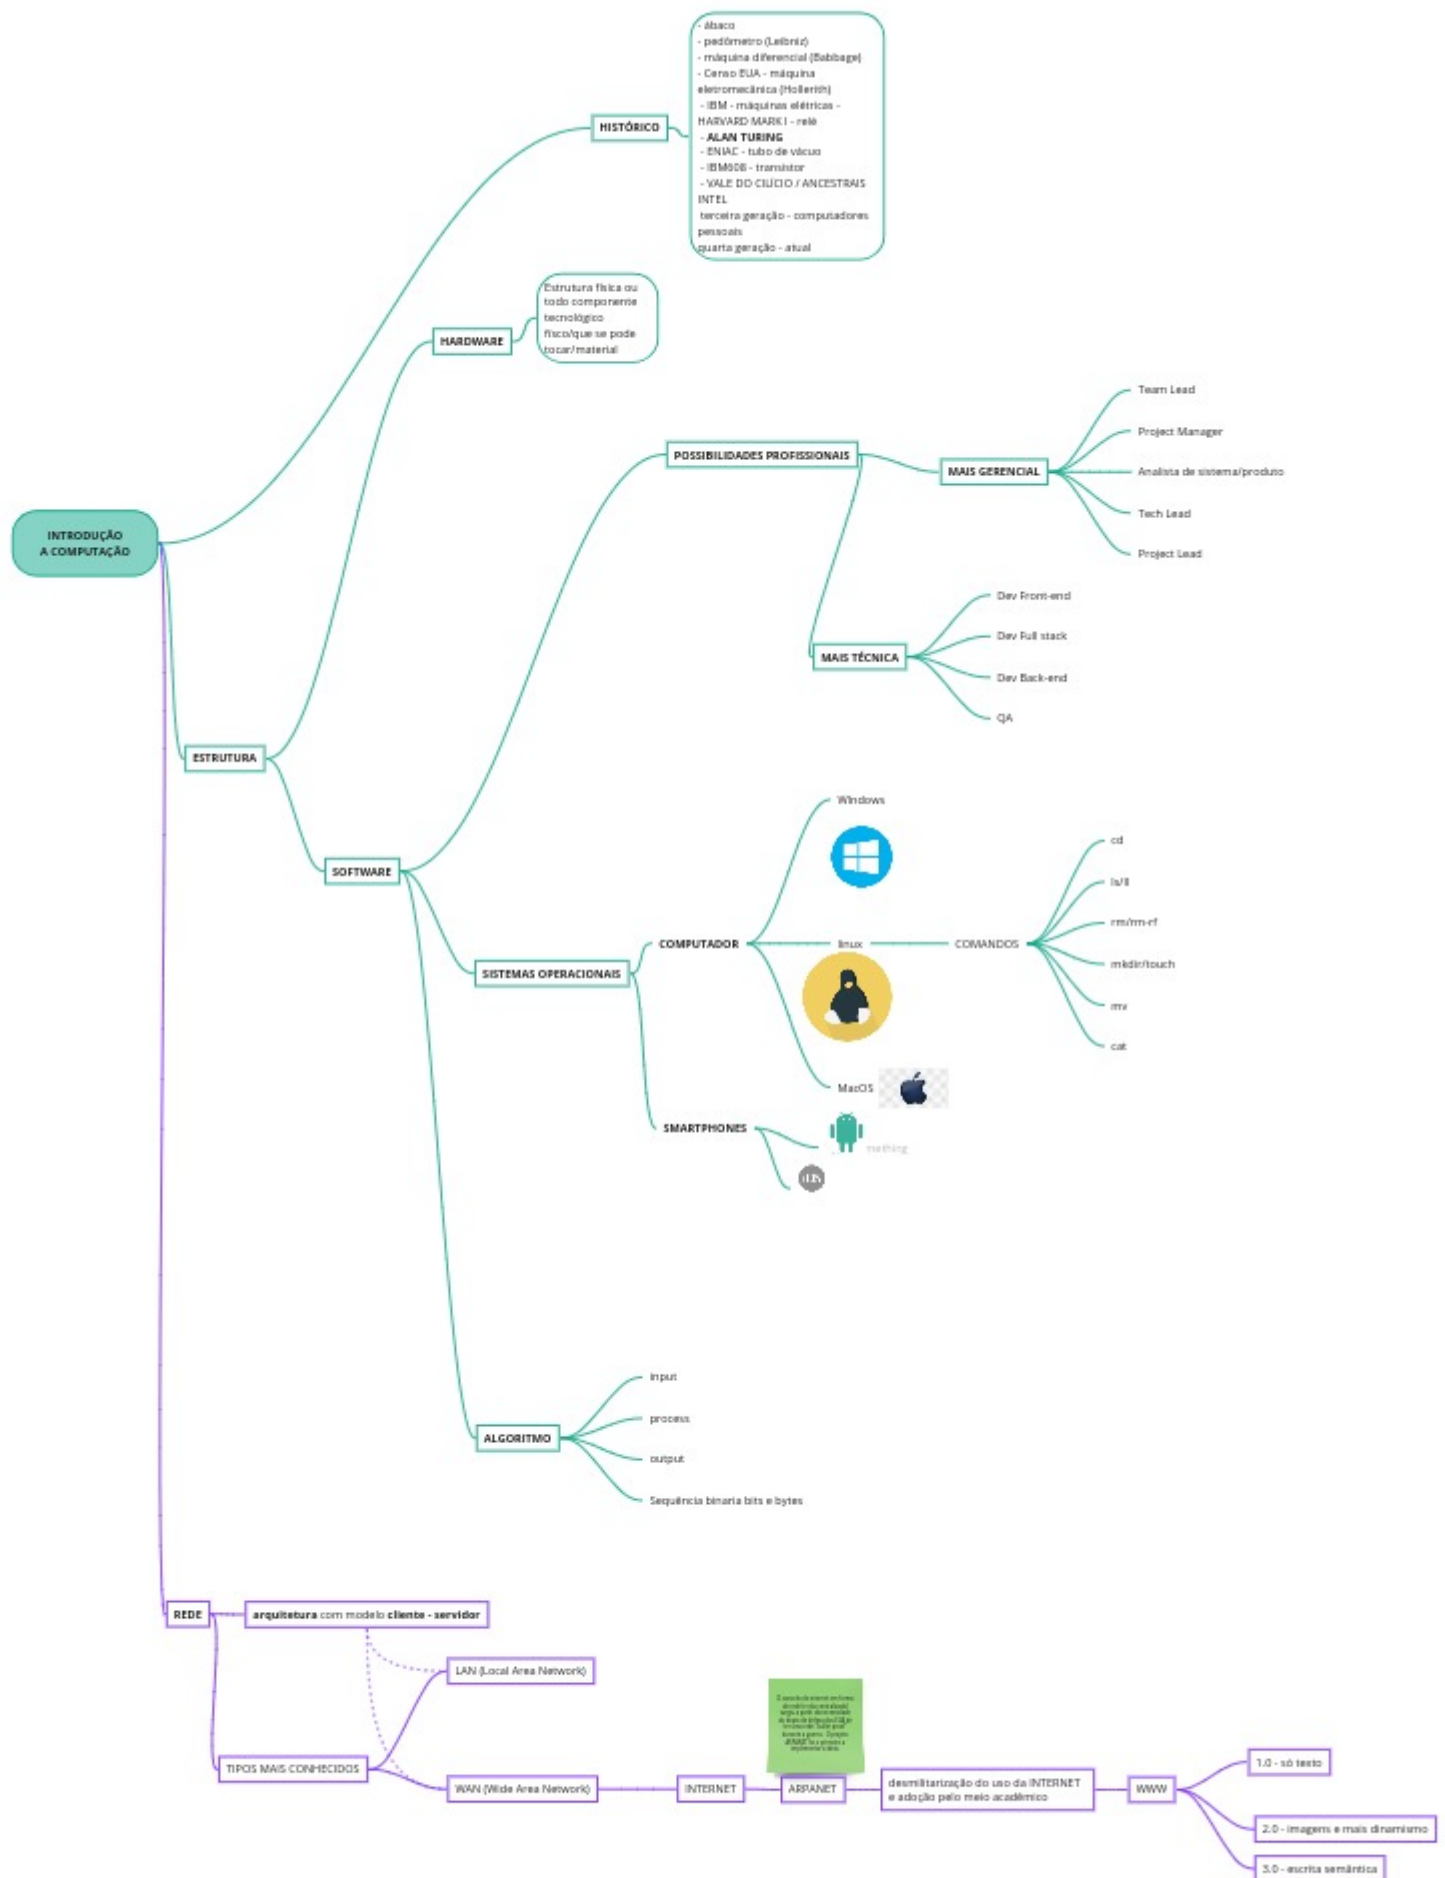 - ábaco
- pedômetro (Leibniz)
- máquina diferencial (Babbage)
- Censo EUA - máquina
eletromecânica (Hollerith)
- IBM - máquinas elétricas -
HARVARD MARK I - relé
- ALAN TURING
- ENIAC - tubo de vácuo
- IBM608 - transistor
- VALE DO CILÍCIO / ANCESTRAIS
INTEL
terceira geração - computadores
pessoais
quarta geração - atual
HISTÓRICO
Estrutura física ou
todo componente
tecnológico
físco/que se pode
tocar/material
HARDWARE
POSSIBILIDADES PROFISSIONAIS
MAIS GERENCIAL
Team Lead
Project Manager
Analista de sistema/produto
Tech Lead
Project Lead
INTRODUÇÃO
A COMPUTAÇÃO
MAIS TÉCNICA
Dev Front-end
Dev Full stack
Dev Back-end
QA
ESTRUTURA
SOFTWARE
SISTEMAS OPERACIONAIS
COMPUTADOR
Windows
linux
COMANDOS
cd
ls/ll
rm/rm-rf
mkdir/touch
mv
cat
MacOS
SMARTPHONES
mething
ALGORITMO
input
process
output
Sequência binaria bits e bytes
REDE
arquitetura com modelo cliente - servidor
LAN (Local Area Network)
TIPOS MAIS CONHECIDOS
WAN (Wide Area Network)
INTERNET
ARPANET
desmilitarização do uso da INTERNET
e adoção pelo meio acadêmico
WWW
1.0 - só texto
2.0 - imagens e mais dinamismo
3.0 - escrita semântica